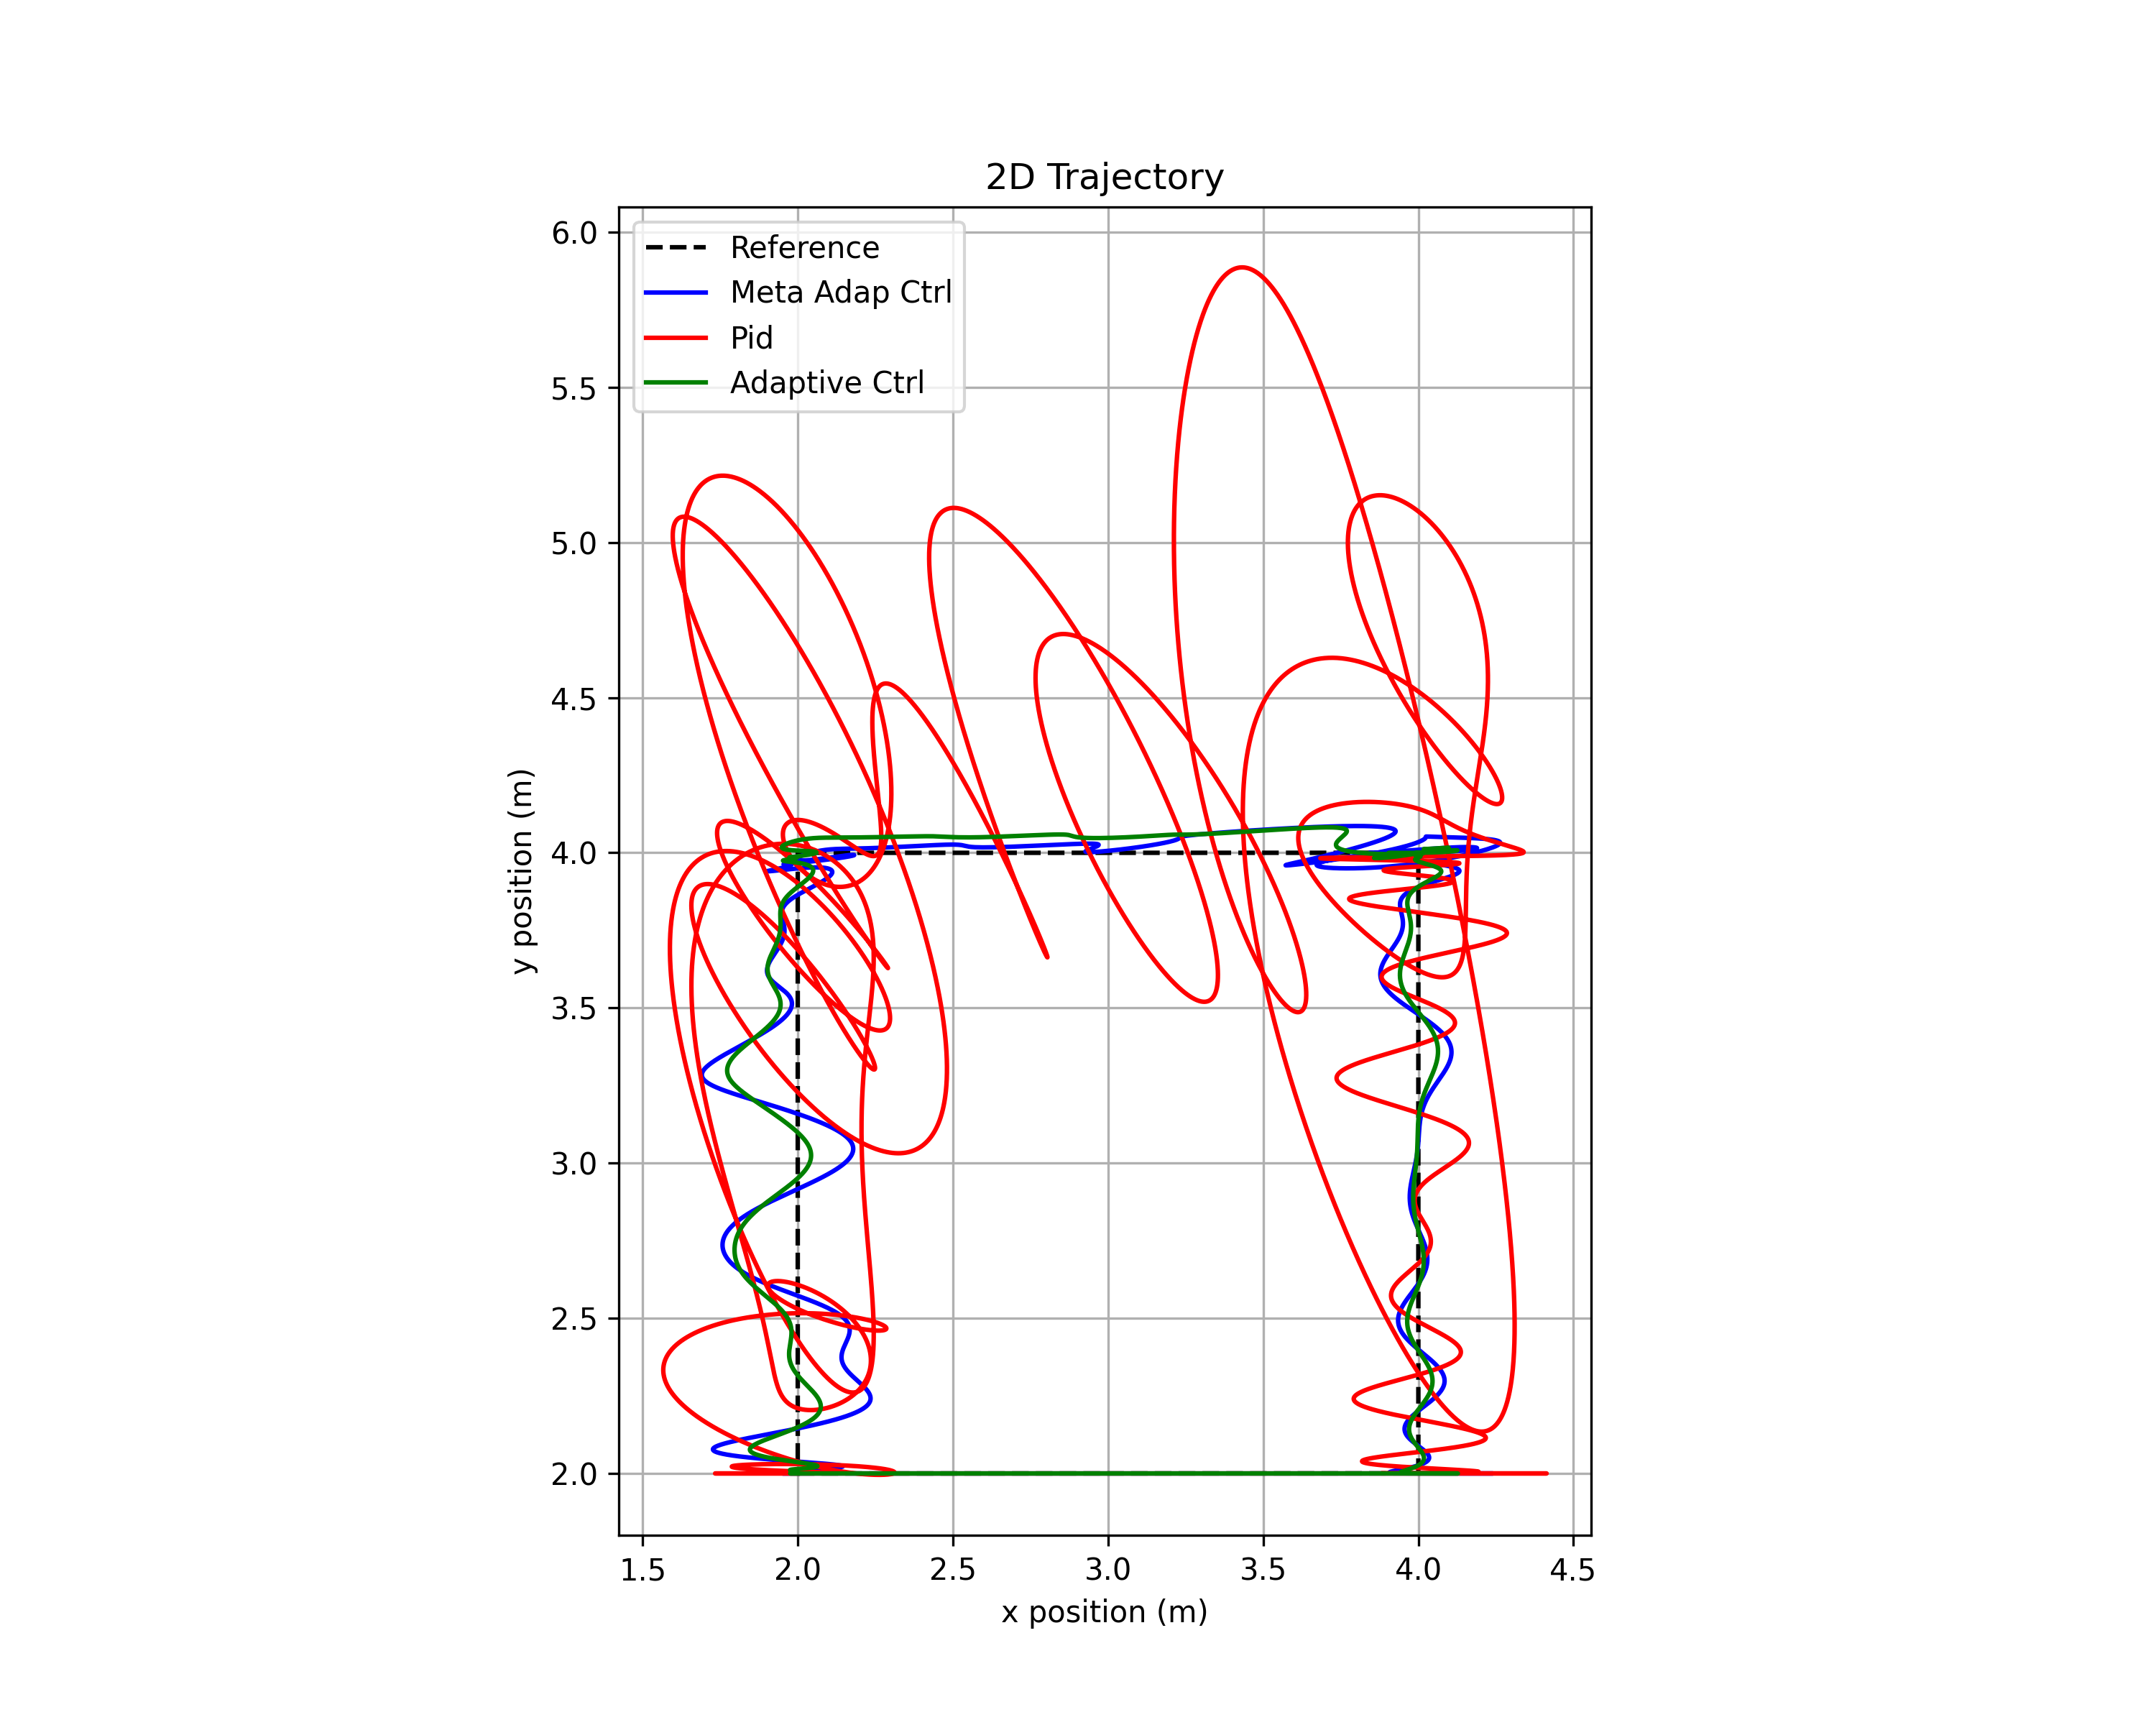 2D Trajectory
Reference
Meta Adap Ctrl
Pid
Adaptive Ctrl
6.0
5.5
5.0
4.5
4.0
3.5
3.0
2.5
2.0
y position (m)
1.5 2.0 2.5 3.0 3.5 4.0 4.5
x position (m)